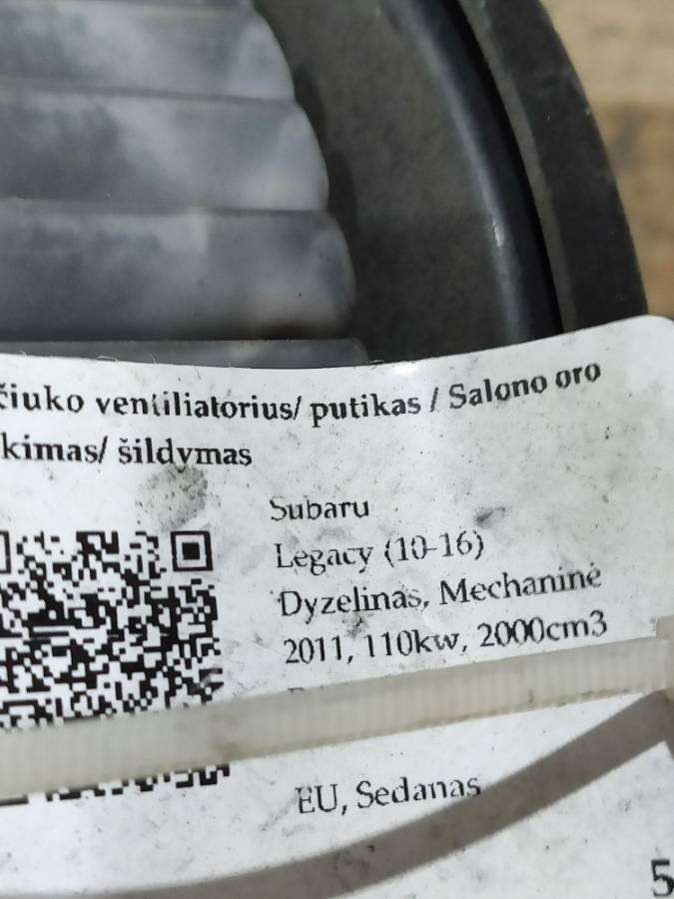 čiuko ventiliatorius/ putikas / Salono oro
kimas/ šildymas
Subaru
Legacy (10-16)
Dyzelinas, Mechaninė
2011, 110kw, 2000cm3
EU, Sedanas
5